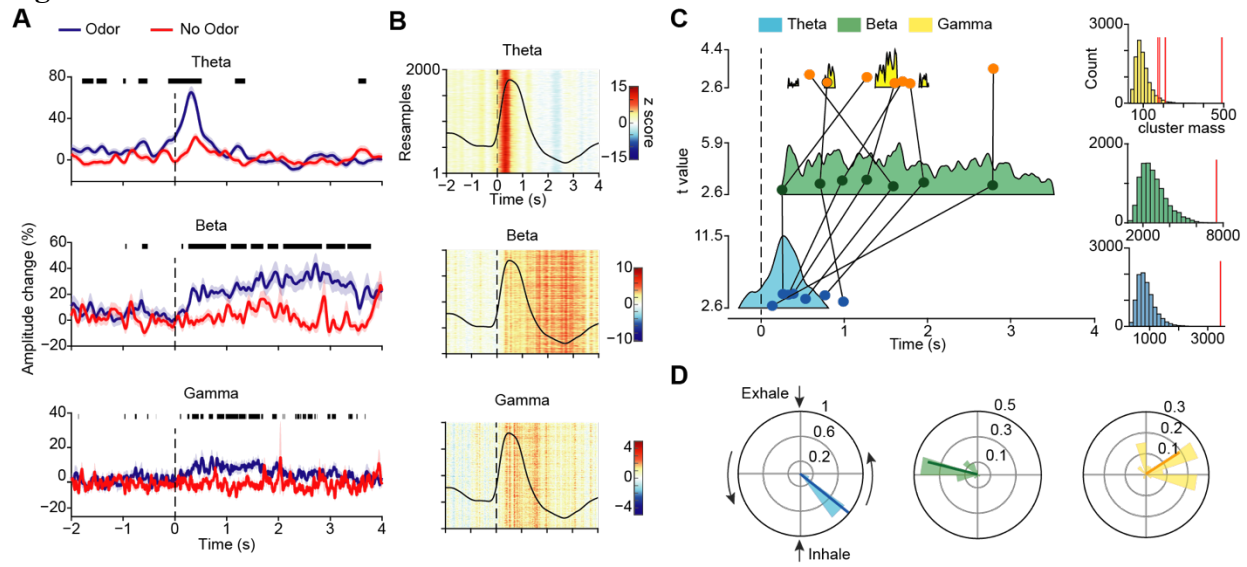 A
Odor
No Odor
Theta
80
40
0
Beta
60
40
20
0
−20
Amplitude change (%)
Gamma
40
20
0
−20
−2 −1 0 1 2 3 4
Time (s)
B
Theta
2000
Resamples
1
−2 −1 0 1 2 3 4
Time (s)
15
0
−15
z score
Beta
10
0
−10
Gamma
4
0
−4
C
Theta
Beta
Gamma
4.4
2.6
5.9
2.6
t value
11.5
2.6
0 1 2 3 4
Time (s)
3000
Count
0
100 500
cluster mass
2000
0
2000 8000
3000
0
1000 3000
D
Exhale
Inhale
1
0.6
0.2
0.5
0.3
0.1
0.3
0.2
0.1